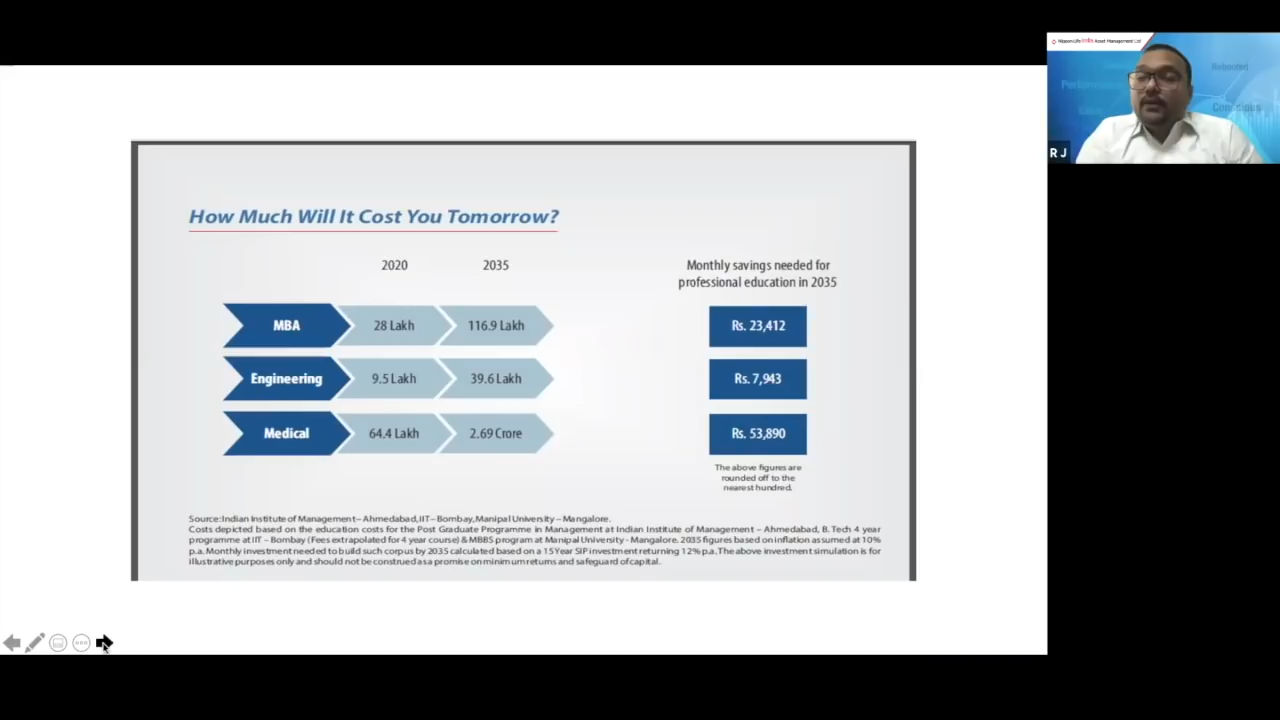 Nippon Life India Asset Management Ltd
Rebooted
R J
How Much Will It Cost You Tomorrow?
2020 2035
Monthly savings needed for
professional education in 2035
MBA 28 Lakh 116.9 Lakh Rs. 23,412
Engineering 9.5 Lakh 39.6 Lakh Rs. 7,943
Medical 64.4 Lakh 2.69 Crore Rs. 53,890
The above figures are
rounded off to the
nearest hundred.
Source: Indian Institute of Management – Ahmedabad, IIT – Bombay, Manipal University – Mangalore.
Costs depicted based on the education costs for the Post Graduate Programme in Management at Indian Institute of Management – Ahmedabad, B. Tech 4 year
programme at IIT – Bombay (Fees extrapolated for 4 year course) & MBBS program at Manipal University - Mangalore. 2035 figures based on inflation assumed at 10%
p.a. Monthly investment needed to build such corpus by 2035 calculated based on a 15 Year SIP investment returning 12% p.a. The above investment simulation is for
illustrative purposes only and should not be construed as a promise on minimum returns and safeguard of capital.